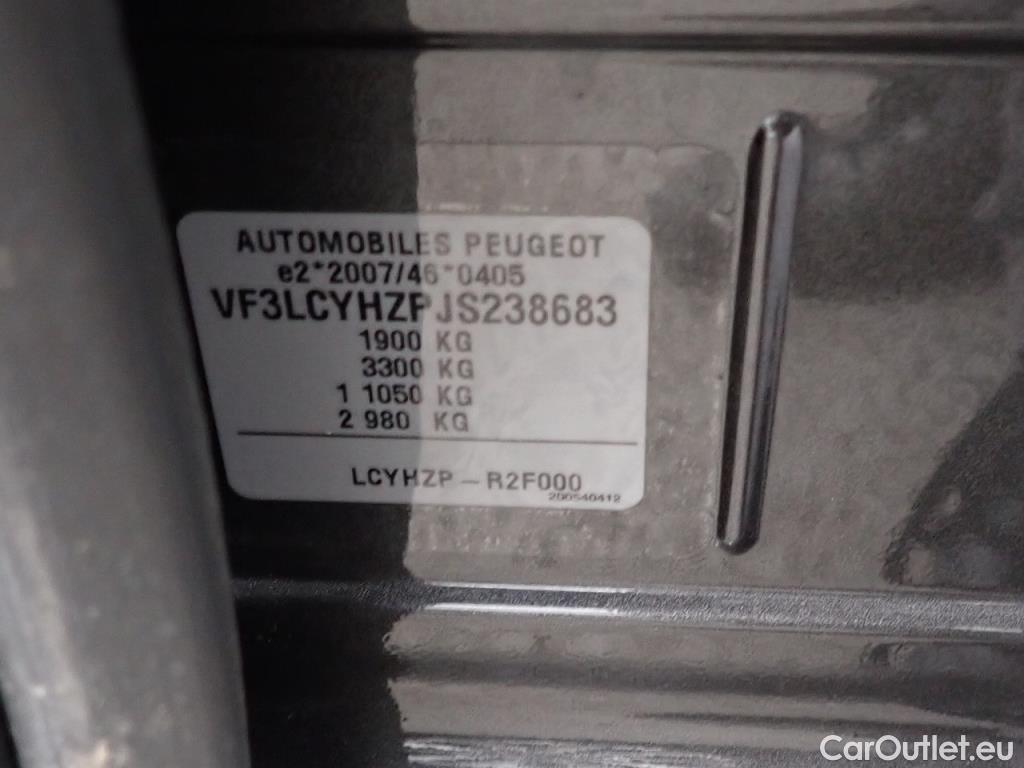 AUTOMOBILES PEUGEOT
e2*2007/46*0405
VF3LCYHZPJS238683
1900 KG
3300 KG
1 1050 KG
2 980 KG
LCYHZP – R2F000
200540412
CarOutlet.eu